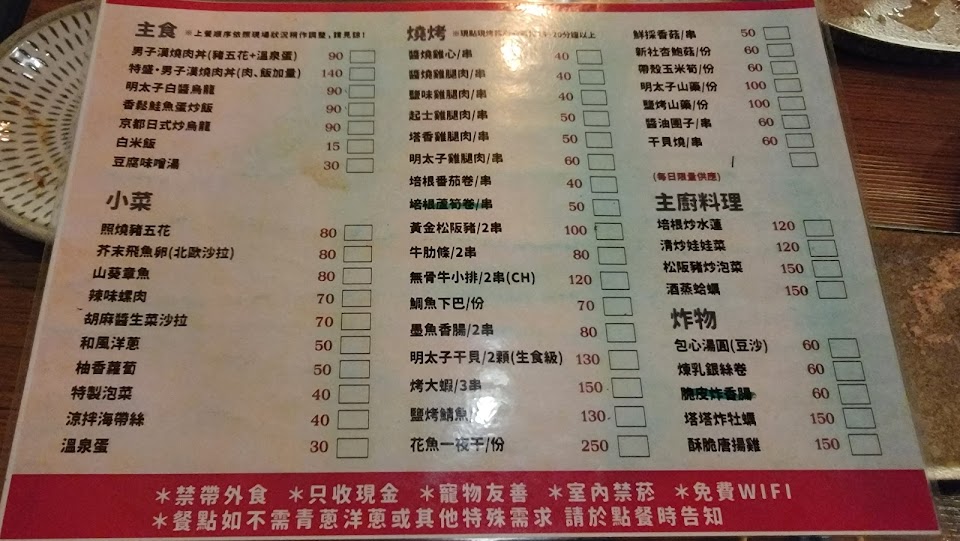 主食 ※上餐順序依照現場狀況稍作調整,請見諒!
男子漢燒肉丼(豬五花+溫泉蛋) 90
特盛·男子漢燒肉丼(肉、飯加量) 140
明太子白醬烏龍 90
香鬆鮭魚蛋炒飯 90
京都日式炒烏龍 90
白米飯 15
豆腐味噌湯 30
小菜
照燒豬五花 80
芥末飛魚卵(北歐沙拉) 80
山葵章魚 80
辣味螺肉 70
胡麻醬生菜沙拉 70
和風洋蔥 50
柚香蘿蔔 50
特製泡菜 40
涼拌海帶絲 40
溫泉蛋 30
燒烤 ※現點現烤 20分鐘以上
醬燒雞心/串 40
醬燒雞腿肉/串 40
鹽味雞腿肉/串 40
起士雞腿肉/串 50
塔香雞腿肉/串 50
明太子雞腿肉/串 60
培根番茄卷/串 40
培根蘆筍卷/串 50
黃金松阪豬/2串 100
牛肋條/2串 80
無骨牛小排/2串(CH) 120
鯛魚下巴/份 70
墨魚香腸/2串 80
明太子干貝/2顆(生食級) 130
烤大蝦/3串 150
鹽烤鯖魚 130
花魚一夜干/份 250
鮮採香菇/串 50
新社杏鮑菇/份 60
帶殼玉米筍/份 60
明太子山藥/份 100
鹽烤山藥/份 100
醬油團子/串 60
干貝燒/串 60
/
(每日限量供應)
主廚料理
培根炒水蓮 120
清炒娃娃菜 120
松阪豬炒泡菜 150
酒蒸蛤蠣 150
炸物
包心湯圓(豆沙) 60
煉乳銀絲卷 60
脆皮炸香腸 60
塔塔炸牡蠣 150
酥脆唐揚雞 150
＊禁帶外食 ＊只收現金 ＊寵物友善 ＊室內禁菸 ＊免費WIFI
＊餐點如不需青蔥洋蔥或其他特殊需求 請於點餐時告知